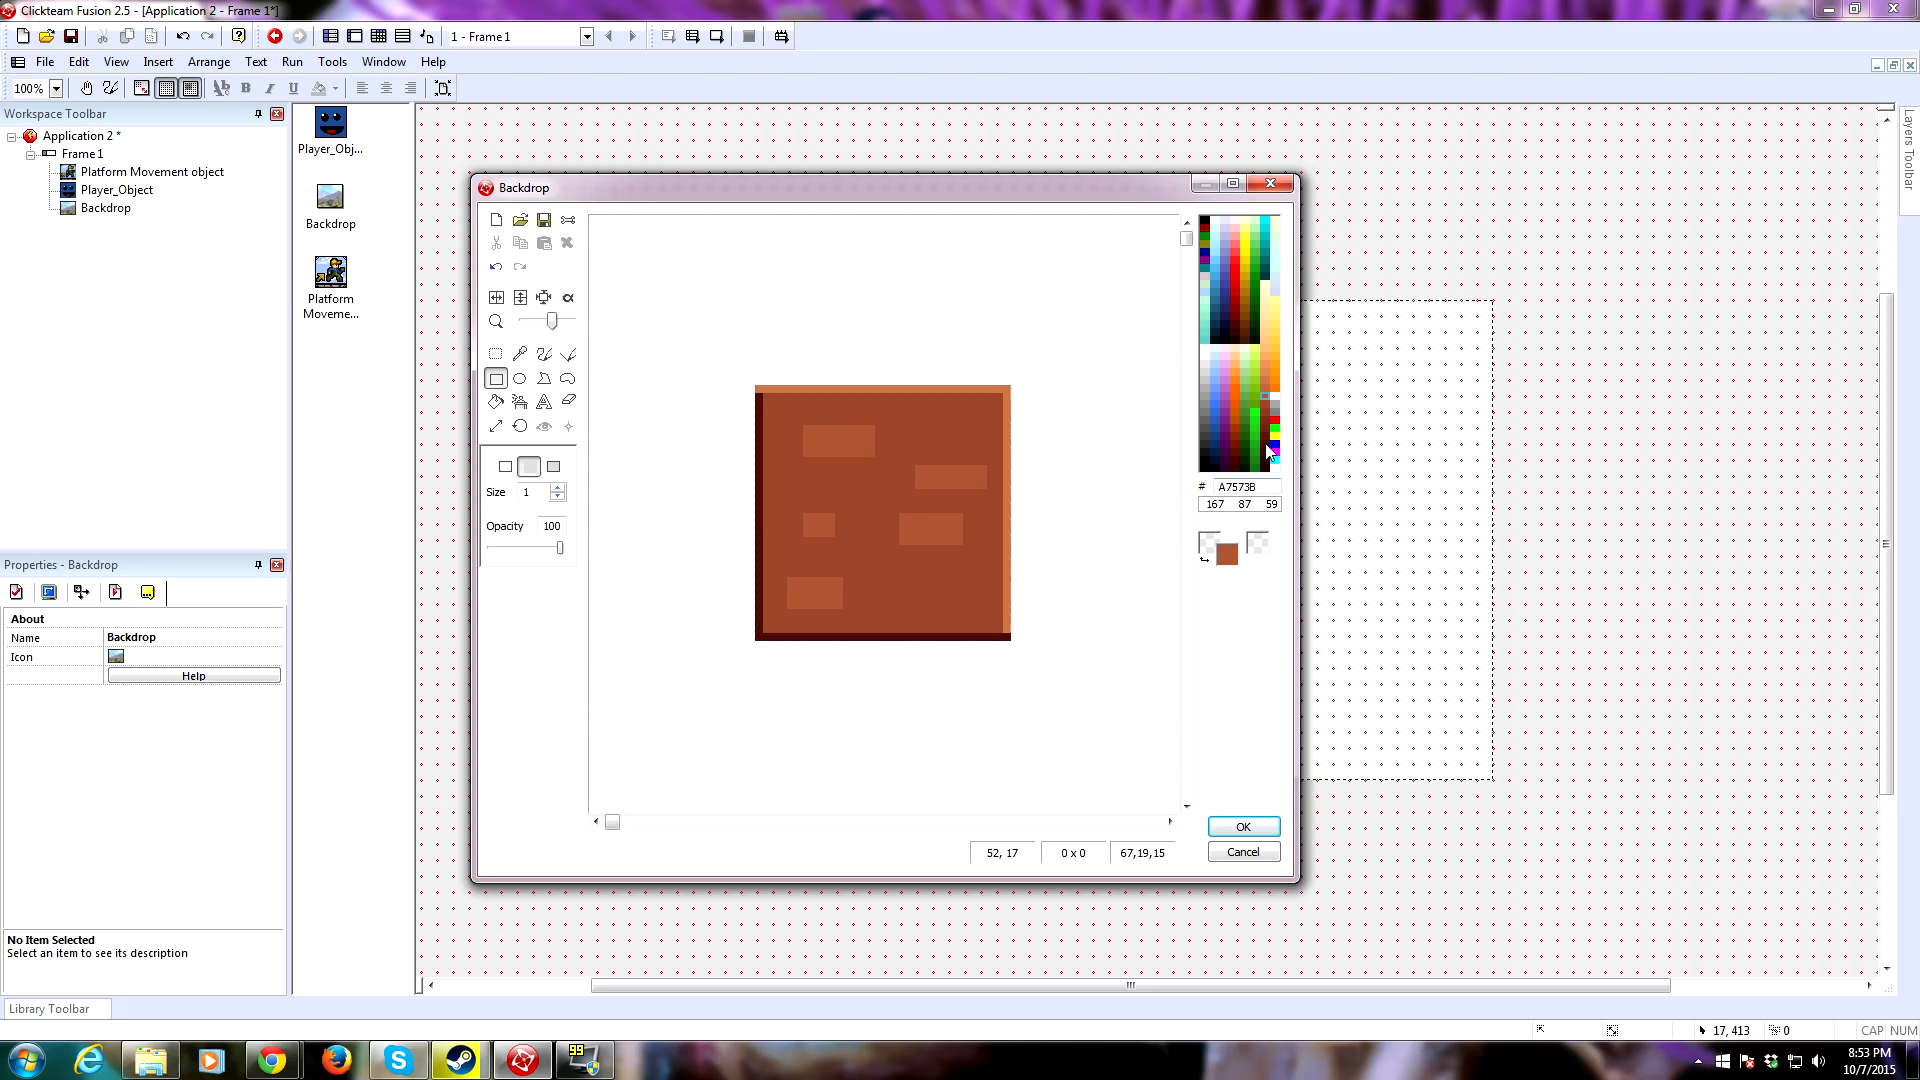 Clickteam Fusion 2.5 - [Application 2 - Frame 1*]
1 - Frame 1
File Edit View Insert Arrange Text Run Tools Window Help
100%
Workspace Toolbar
Application 2 *
Frame 1
Platform Movement object
Player_Object
Backdrop
Player_Obj...
Backdrop
Platform
Moveme...
Layers Toolbar
Backdrop
Size 1
Opacity 100
# A7573B
167 87 59
OK
Cancel
52, 17
0 x 0
67,19,15
Properties - Backdrop
About
Name Backdrop
Icon
Help
No Item Selected
Select an item to see its description
Library Toolbar
17, 413
0
CAP NUM
99
8:53 PM
10/7/2015